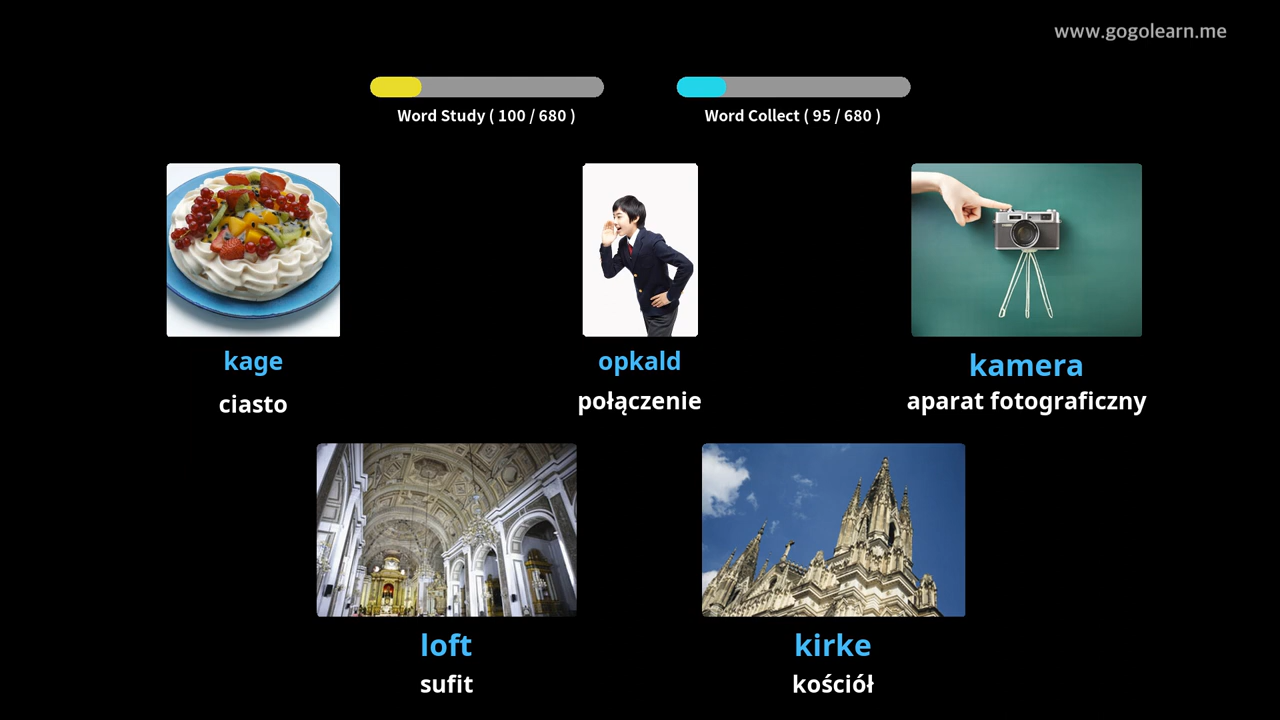 www.gogolearn.me
Word Study ( 100 / 680 )
Word Collect ( 95 / 680 )
kage
ciasto
opkald
połączenie
kamera
aparat fotograficzny
loft
sufit
kirke
kościół